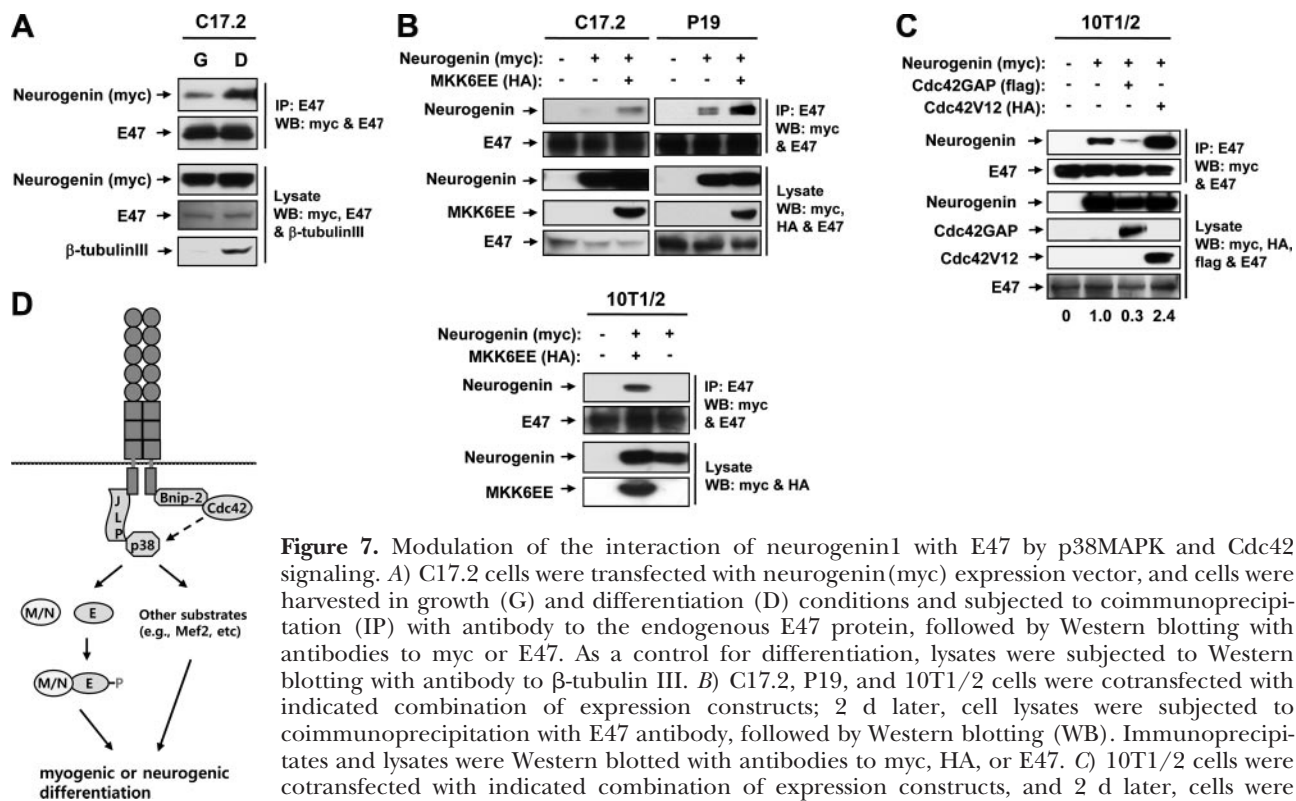 A
C17.2
G D
Neurogenin (myc)
E47
IP: E47
WB: myc & E47
Neurogenin (myc)
E47
β-tubulinIII
Lysate
WB: myc, E47
& β-tubulinIII
B
C17.2 P19
Neurogenin (myc): - + + - + +
MKK6EE (HA): - - + - - +
Neurogenin
E47
IP: E47
WB: myc
& E47
Neurogenin
MKK6EE
E47
Lysate
WB: myc,
HA & E47
10T1/2
Neurogenin (myc): - + +
MKK6EE (HA): - + -
Neurogenin
E47
IP: E47
WB: myc
& E47
Neurogenin
MKK6EE
Lysate
WB: myc & HA
C
10T1/2
Neurogenin (myc): - + + +
Cdc42GAP (flag) - - + -
Cdc42V12 (HA): - - - +
Neurogenin
E47
IP: E47
WB: myc
& E47
Neurogenin
Cdc42GAP
Cdc42V12
E47
Lysate
WB: myc, HA,
flag & E47
0 1.0 0.3 2.4
D
JLP
Bnip-2
Cdc42
p38
M/N E
Other substrates
(e.g., Mef2, etc)
M/N E P
myogenic or neurogenic
differentiation
Figure 7. Modulation of the interaction of neurogenin1 with E47 by p38MAPK and Cdc42
signaling. A) C17.2 cells were transfected with neurogenin(myc) expression vector, and cells were
harvested in growth (G) and differentiation (D) conditions and subjected to coimmunoprecipi-
tation (IP) with antibody to the endogenous E47 protein, followed by Western blotting with
antibodies to myc or E47. As a control for differentiation, lysates were subjected to Western
blotting with antibody to β-tubulin III. B) C17.2, P19, and 10T1/2 cells were cotransfected with
indicated combination of expression constructs; 2 d later, cell lysates were subjected to
coimmunoprecipitation with E47 antibody, followed by Western blotting (WB). Immunoprecipi-
tates and lysates were Western blotted with antibodies to myc, HA, or E47. C) 10T1/2 cells were
cotransfected with indicated combination of expression constructs, and 2 d later, cells were